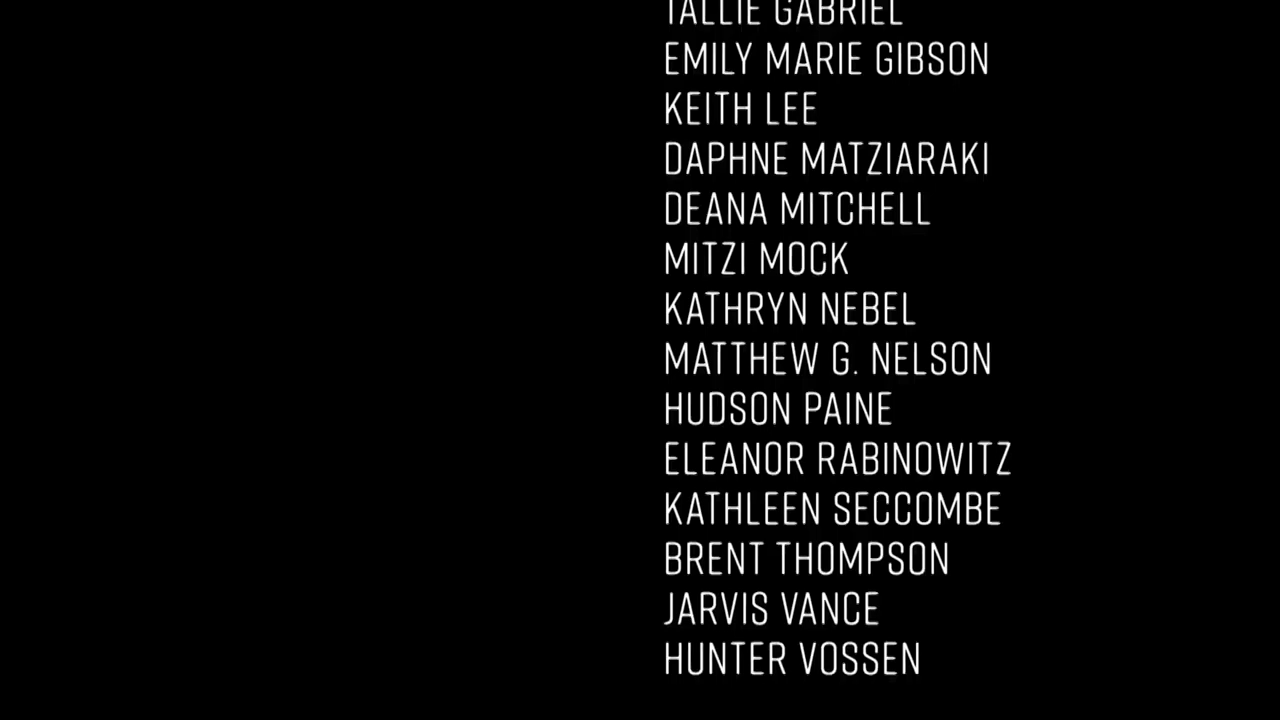 TALLIE GABRIEL
EMILY MARIE GIBSON
KEITH LEE
DAPHNE MATZIARAKI
DEANA MITCHELL
MITZI MOCK
KATHRYN NEBEL
MATTHEW G. NELSON
HUDSON PAINE
ELEANOR RABINOWITZ
KATHLEEN SECCOMBE
BRENT THOMPSON
JARVIS VANCE
HUNTER VOSSEN